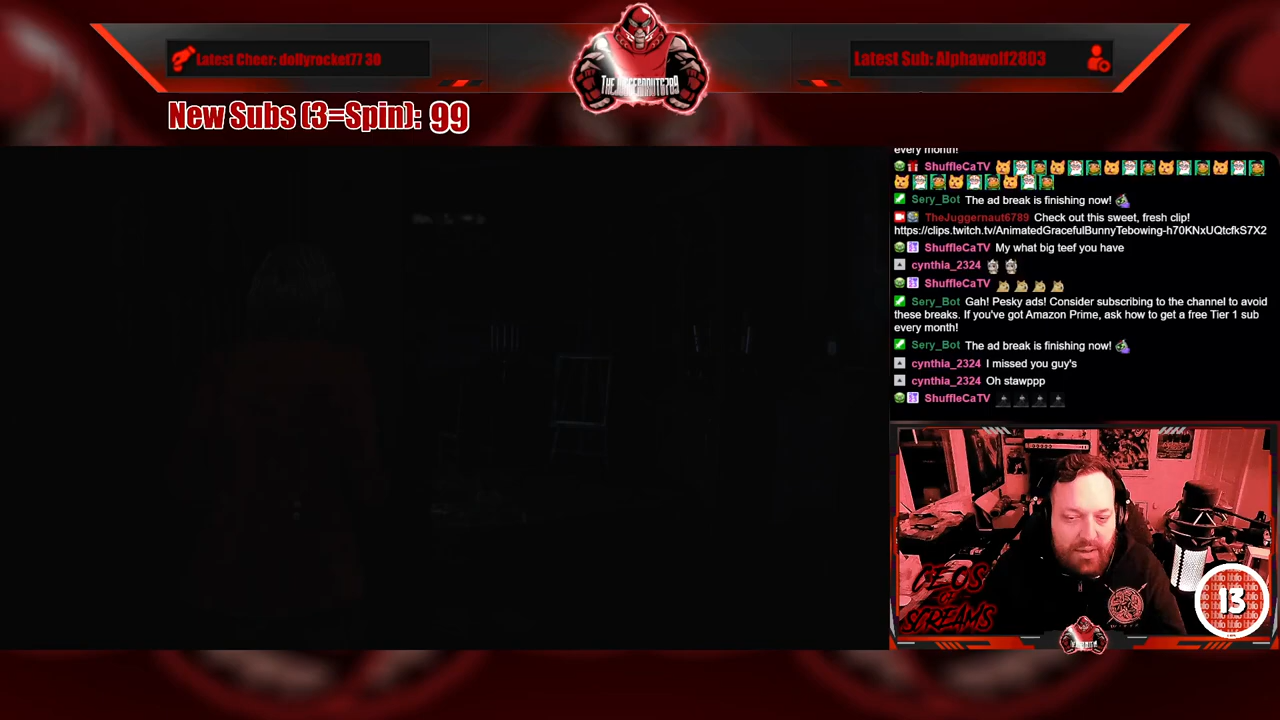 Latest Cheer: dollyrocket77 30
THEJUGGERNAUT6789
Latest Sub: Alphawolf2803
New Subs (3=Spin): 99
every month!
ShuffleCaTV
Sery_Bot The ad break is finishing now!
TheJuggernaut6789 Check out this sweet, fresh clip!
https://clips.twitch.tv/AnimatedGracefulBunnyTebowing-h70KNxUQtcfkS7X2
ShuffleCaTV My what big teef you have
cynthia_2324
ShuffleCaTV
Sery_Bot Gah! Pesky ads! Consider subscribing to the channel to avoid
these breaks. If you've got Amazon Prime, ask how to get a free Tier 1 sub
every month!
Sery_Bot The ad break is finishing now!
cynthia_2324 I missed you guy's
cynthia_2324 Oh stawppp
ShuffleCaTV
CEOS
OF
SCREAMS
13